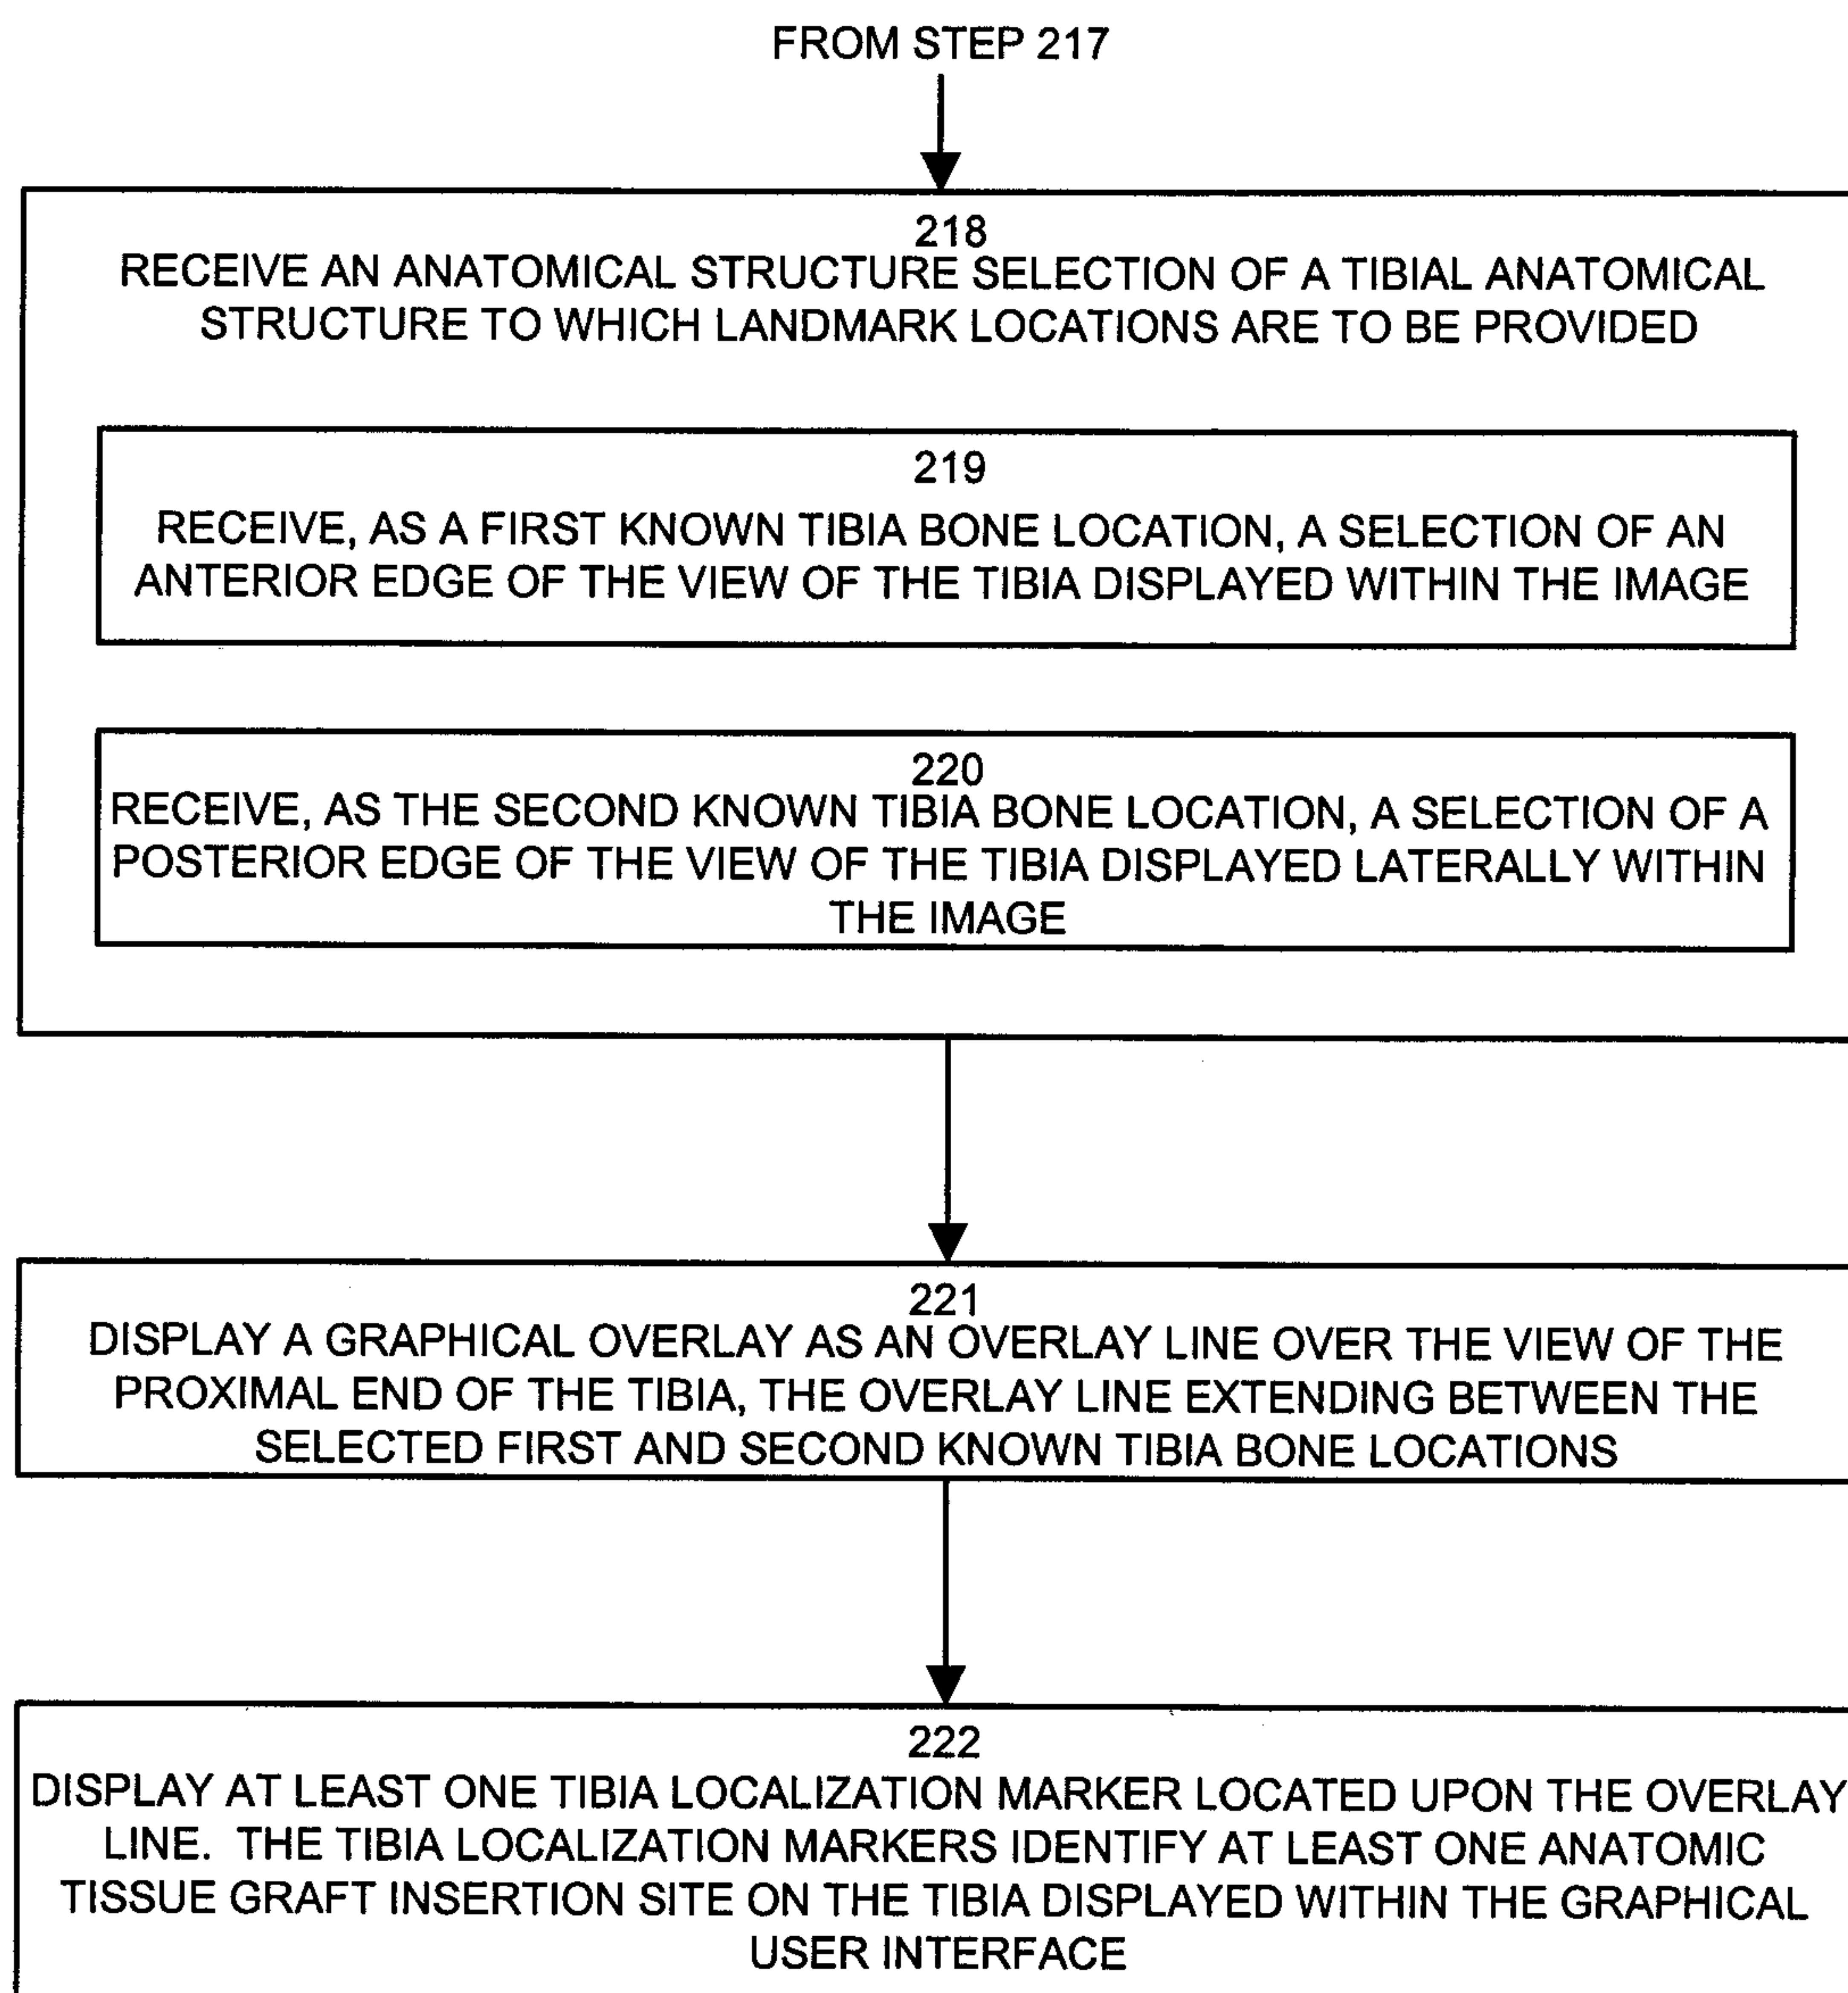 FROM STEP 217
218
RECEIVE AN ANATOMICAL STRUCTURE SELECTION OF A TIBIAL ANATOMICAL
STRUCTURE TO WHICH LANDMARK LOCATIONS ARE TO BE PROVIDED
219
RECEIVE, AS A FIRST KNOWN TIBIA BONE LOCATION, A SELECTION OF AN
ANTERIOR EDGE OF THE VIEW OF THE TIBIA DISPLAYED WITHIN THE IMAGE
220
RECEIVE, AS THE SECOND KNOWN TIBIA BONE LOCATION, A SELECTION OF A
POSTERIOR EDGE OF THE VIEW OF THE TIBIA DISPLAYED LATERALLY WITHIN
THE IMAGE
221
DISPLAY A GRAPHICAL OVERLAY AS AN OVERLAY LINE OVER THE VIEW OF THE
PROXIMAL END OF THE TIBIA, THE OVERLAY LINE EXTENDING BETWEEN THE
SELECTED FIRST AND SECOND KNOWN TIBIA BONE LOCATIONS
222
DISPLAY AT LEAST ONE TIBIA LOCALIZATION MARKER LOCATED UPON THE OVERLAY
LINE. THE TIBIA LOCALIZATION MARKERS IDENTIFY AT LEAST ONE ANATOMIC
TISSUE GRAFT INSERTION SITE ON THE TIBIA DISPLAYED WITHIN THE GRAPHICAL
USER INTERFACE